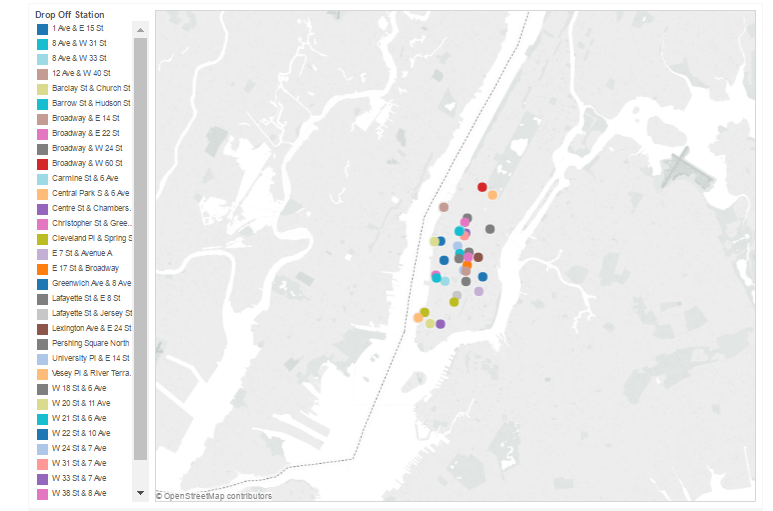 Drop Off Station
1 Ave & E 15 St
8 Ave & W 31 St
8 Ave & W 33 St
12 Ave & W 40 St
Barclay St & Church St
Barrow St & Hudson St
Broadway & E 14 St
Broadway & E 22 St
Broadway & W 24 St
Broadway & W 60 St
Carmine St & 6 Ave
Central Park S & 6 Ave
Centre St & Chambers.
Christopher St & Gree..
Cleveland Pl & Spring S
E 7 St & Avenue A
E 17 St & Broadway
Greenwich Ave & 8 Ave
Lafayette St & E 8 St
Lafayette St & Jersey St
Lexington Ave & E 24 St
Pershing Square North
University Pl & E 14 St
Vesey Pl & River Terra.
W 18 St & 6 Ave
W 20 St & 11 Ave
W 21 St & 6 Ave
W 22 St & 10 Ave
W 24 St & 7 Ave
W 31 St & 7 Ave
W 33 St & 7 Ave
W 38 St & 8 Ave
© OpenStreetMap contributors